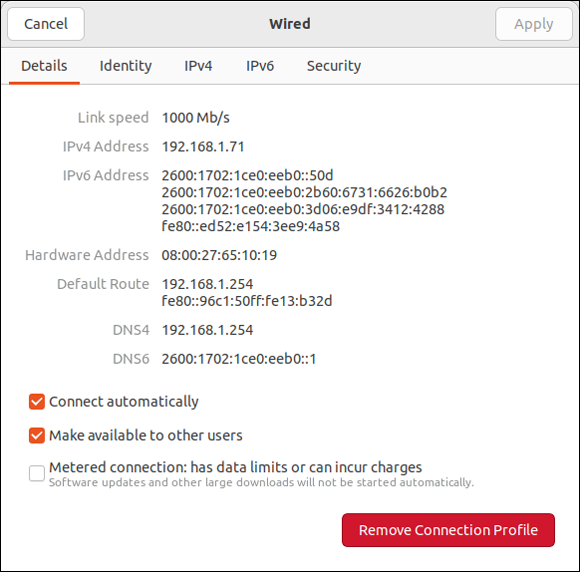 Cancel
Wired
Apply
Details
Identity
IPv4
IPv6
Security
Link speed 1000 Mb/s
IPv4 Address 192.168.1.71
IPv6 Address 2600:1702:1ce0:eeb0::50d
2600:1702:1ce0:eeb0:2b60:6731:6626:b0b2
2600:1702:1ce0:eeb0:3d06:e9df:3412:4288
fe80::ed52:e154:3ee9:4a58
Hardware Address 08:00:27:65:10:19
Default Route 192.168.1.254
fe80::96c1:50ff:fe13:b32d
DNS4 192.168.1.254
DNS6 2600:1702:1ce0:eeb0::1
Connect automatically
Make available to other users
Metered connection: has data limits or can incur charges
Software updates and other large downloads will not be started automatically.
Remove Connection Profile